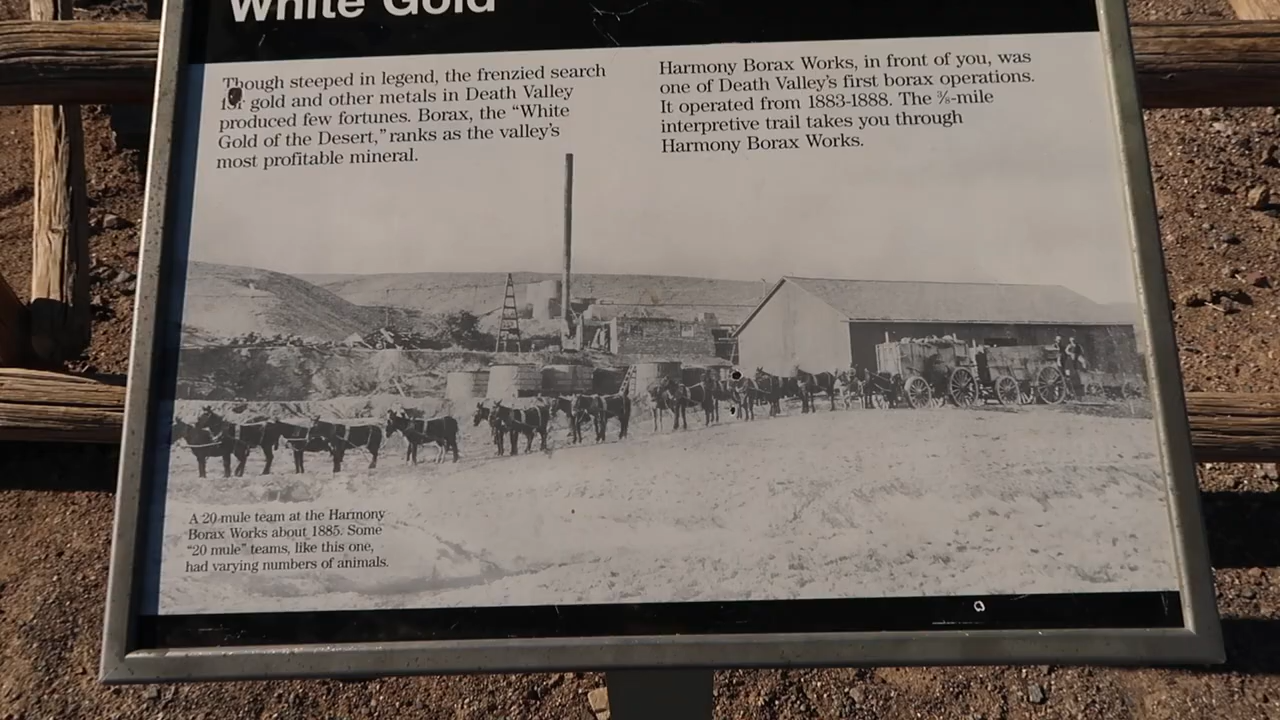 White Gold
Though steeped in legend, the frenzied search
for gold and other metals in Death Valley
produced few fortunes. Borax, the “White
Gold of the Desert,” ranks as the valley’s
most profitable mineral.
Harmony Borax Works, in front of you, was
one of Death Valley’s first borax operations.
It operated from 1883-1888. The ⅜-mile
interpretive trail takes you through
Harmony Borax Works.
A 20-mule team at the Harmony
Borax Works about 1885. Some
“20 mule” teams, like this one,
had varying numbers of animals.